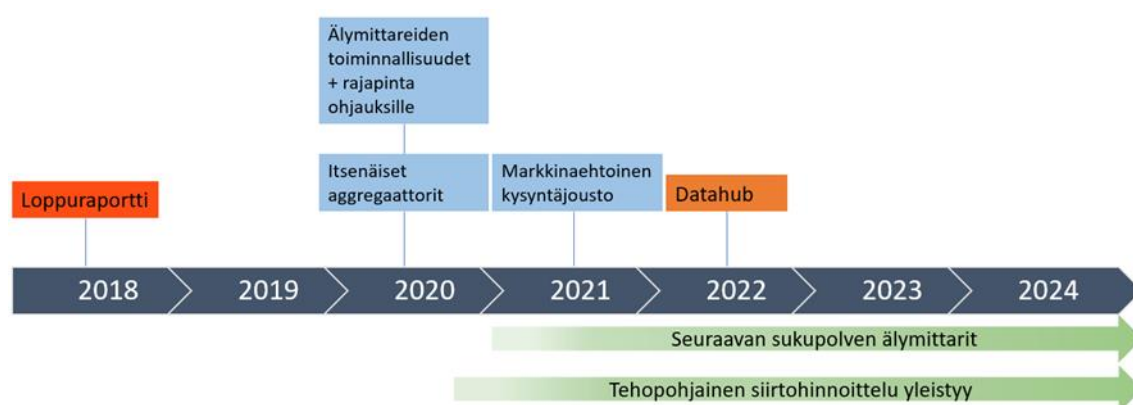 Älymittareiden
toiminnallisuudet
+ rajapinta
ohjauksille
Loppuraportti
Itsenäiset
aggregaattorit
Markkinaehtoinen
kysyntäjousto
Datahub
2018
2019
2020
2021
2022
2023
2024
Seuraavan sukupolven älymittarit
Tehopohjainen siirtohinnoittelu yleistyy